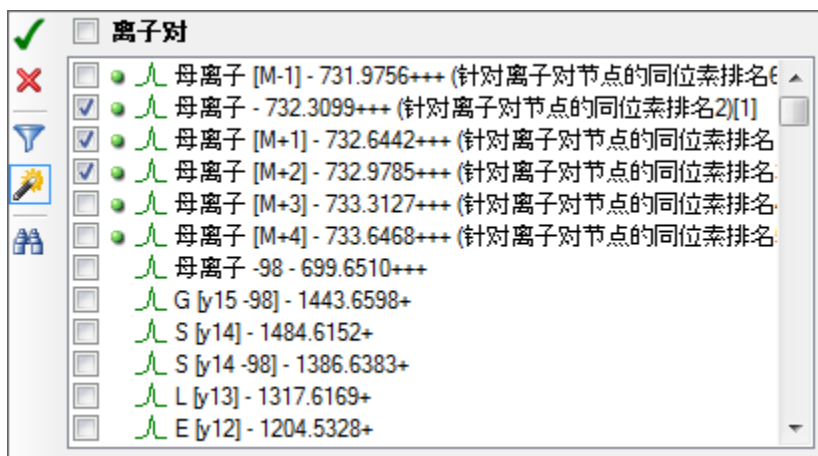 离子对
母离子 [M-1] - 731.9756+++ (针对离子对节点的同位素排名6
母离子 - 732.3099+++ (针对离子对节点的同位素排名2)[1]
母离子 [M+1] - 732.6442+++ (针对离子对节点的同位素排名
母离子 [M+2] - 732.9785+++ (针对离子对节点的同位素排名
母离子 [M+3] - 733.3127+++ (针对离子对节点的同位素排名
母离子 [M+4] - 733.6468+++ (针对离子对节点的同位素排名
母离子 -98 - 699.6510+++
G [y15 -98] - 1443.6598+
S [y14] - 1484.6152+
S [y14 -98] - 1386.6383+
L [y13] - 1317.6169+
E [y12] - 1204.5328+